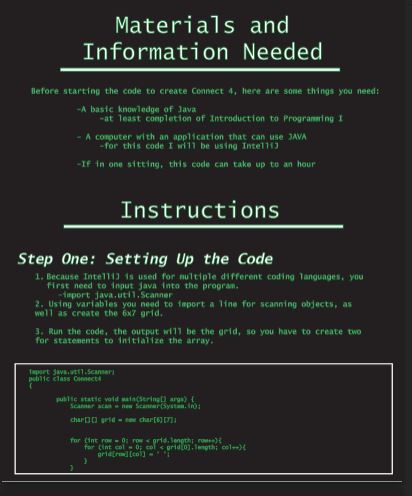 Materials and
Information Needed
Before starting the code to create Connect 4, here are some things you need:
-A basic knowledge of Java
-at least completion of Introduction to Programming I
- A computer with an application that can use JAVA
-for this code I will be using IntelliJ
-If in one sitting, this code can take up to an hour
Instructions
Step One: Setting Up the Code
1. Because IntelliJ is used for multiple different coding languages, you
first need to input java into the program.
-import java.util.Scanner
2. Using variables you need to import a line for scanning objects, as
well as create the 6x7 grid.
3. Run the code, the output will be the grid, so you have to create two
for statements to initialize the array.
import java.util.Scanner;
public class Connect4
{
public static void main(String[] args) {
Scanner scan = new Scanner(System.in);
char[][] grid = new char[6][7];
for (int row = 0; row < grid.length; row++){
for (int col = 0; col < grid[0].length; col++){
grid[row][col] = ' ';
}
}